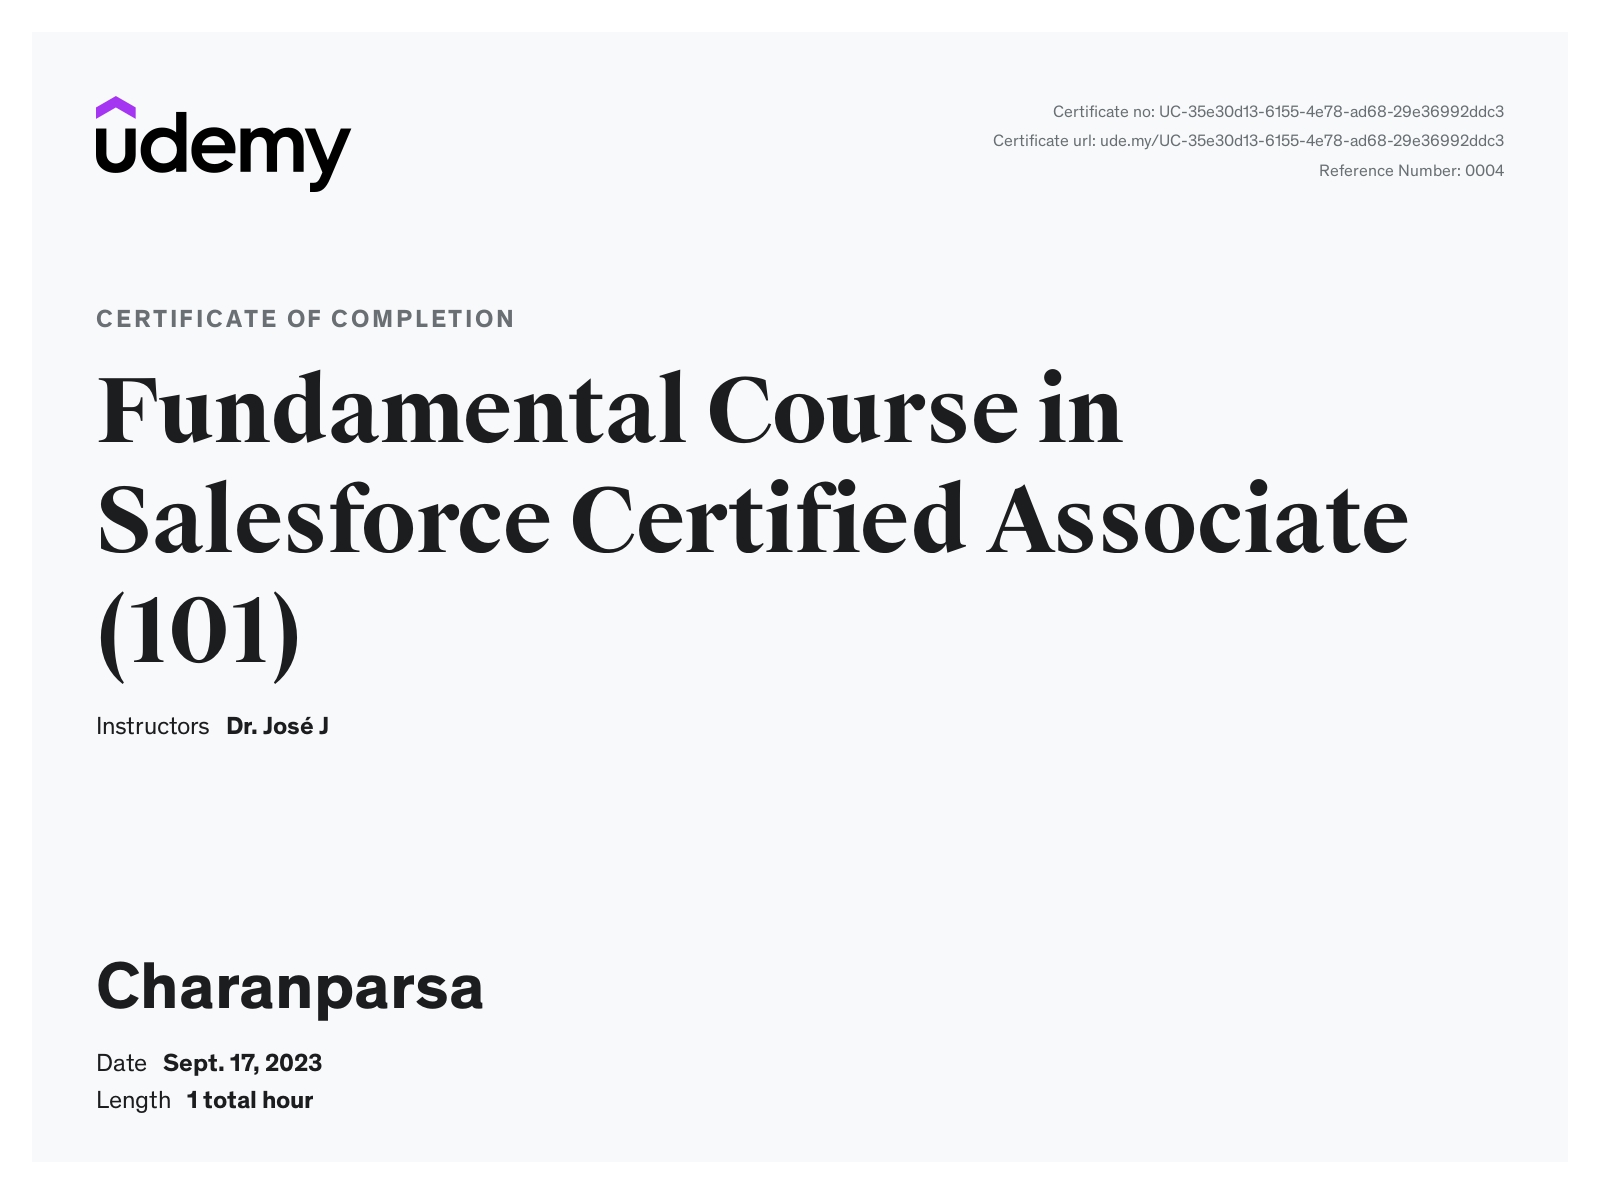 udemy
Certificate no: UC-35e30d13-6155-4e78-ad68-29e36992ddc3
Certificate url: ude.my/UC-35e30d13-6155-4e78-ad68-29e36992ddc3
Reference Number: 0004
CERTIFICATE OF COMPLETION
Fundamental Course in
Salesforce Certified Associate
(101)
Instructors Dr. José J
Charanparsa
Date Sept. 17, 2023
Length 1 total hour